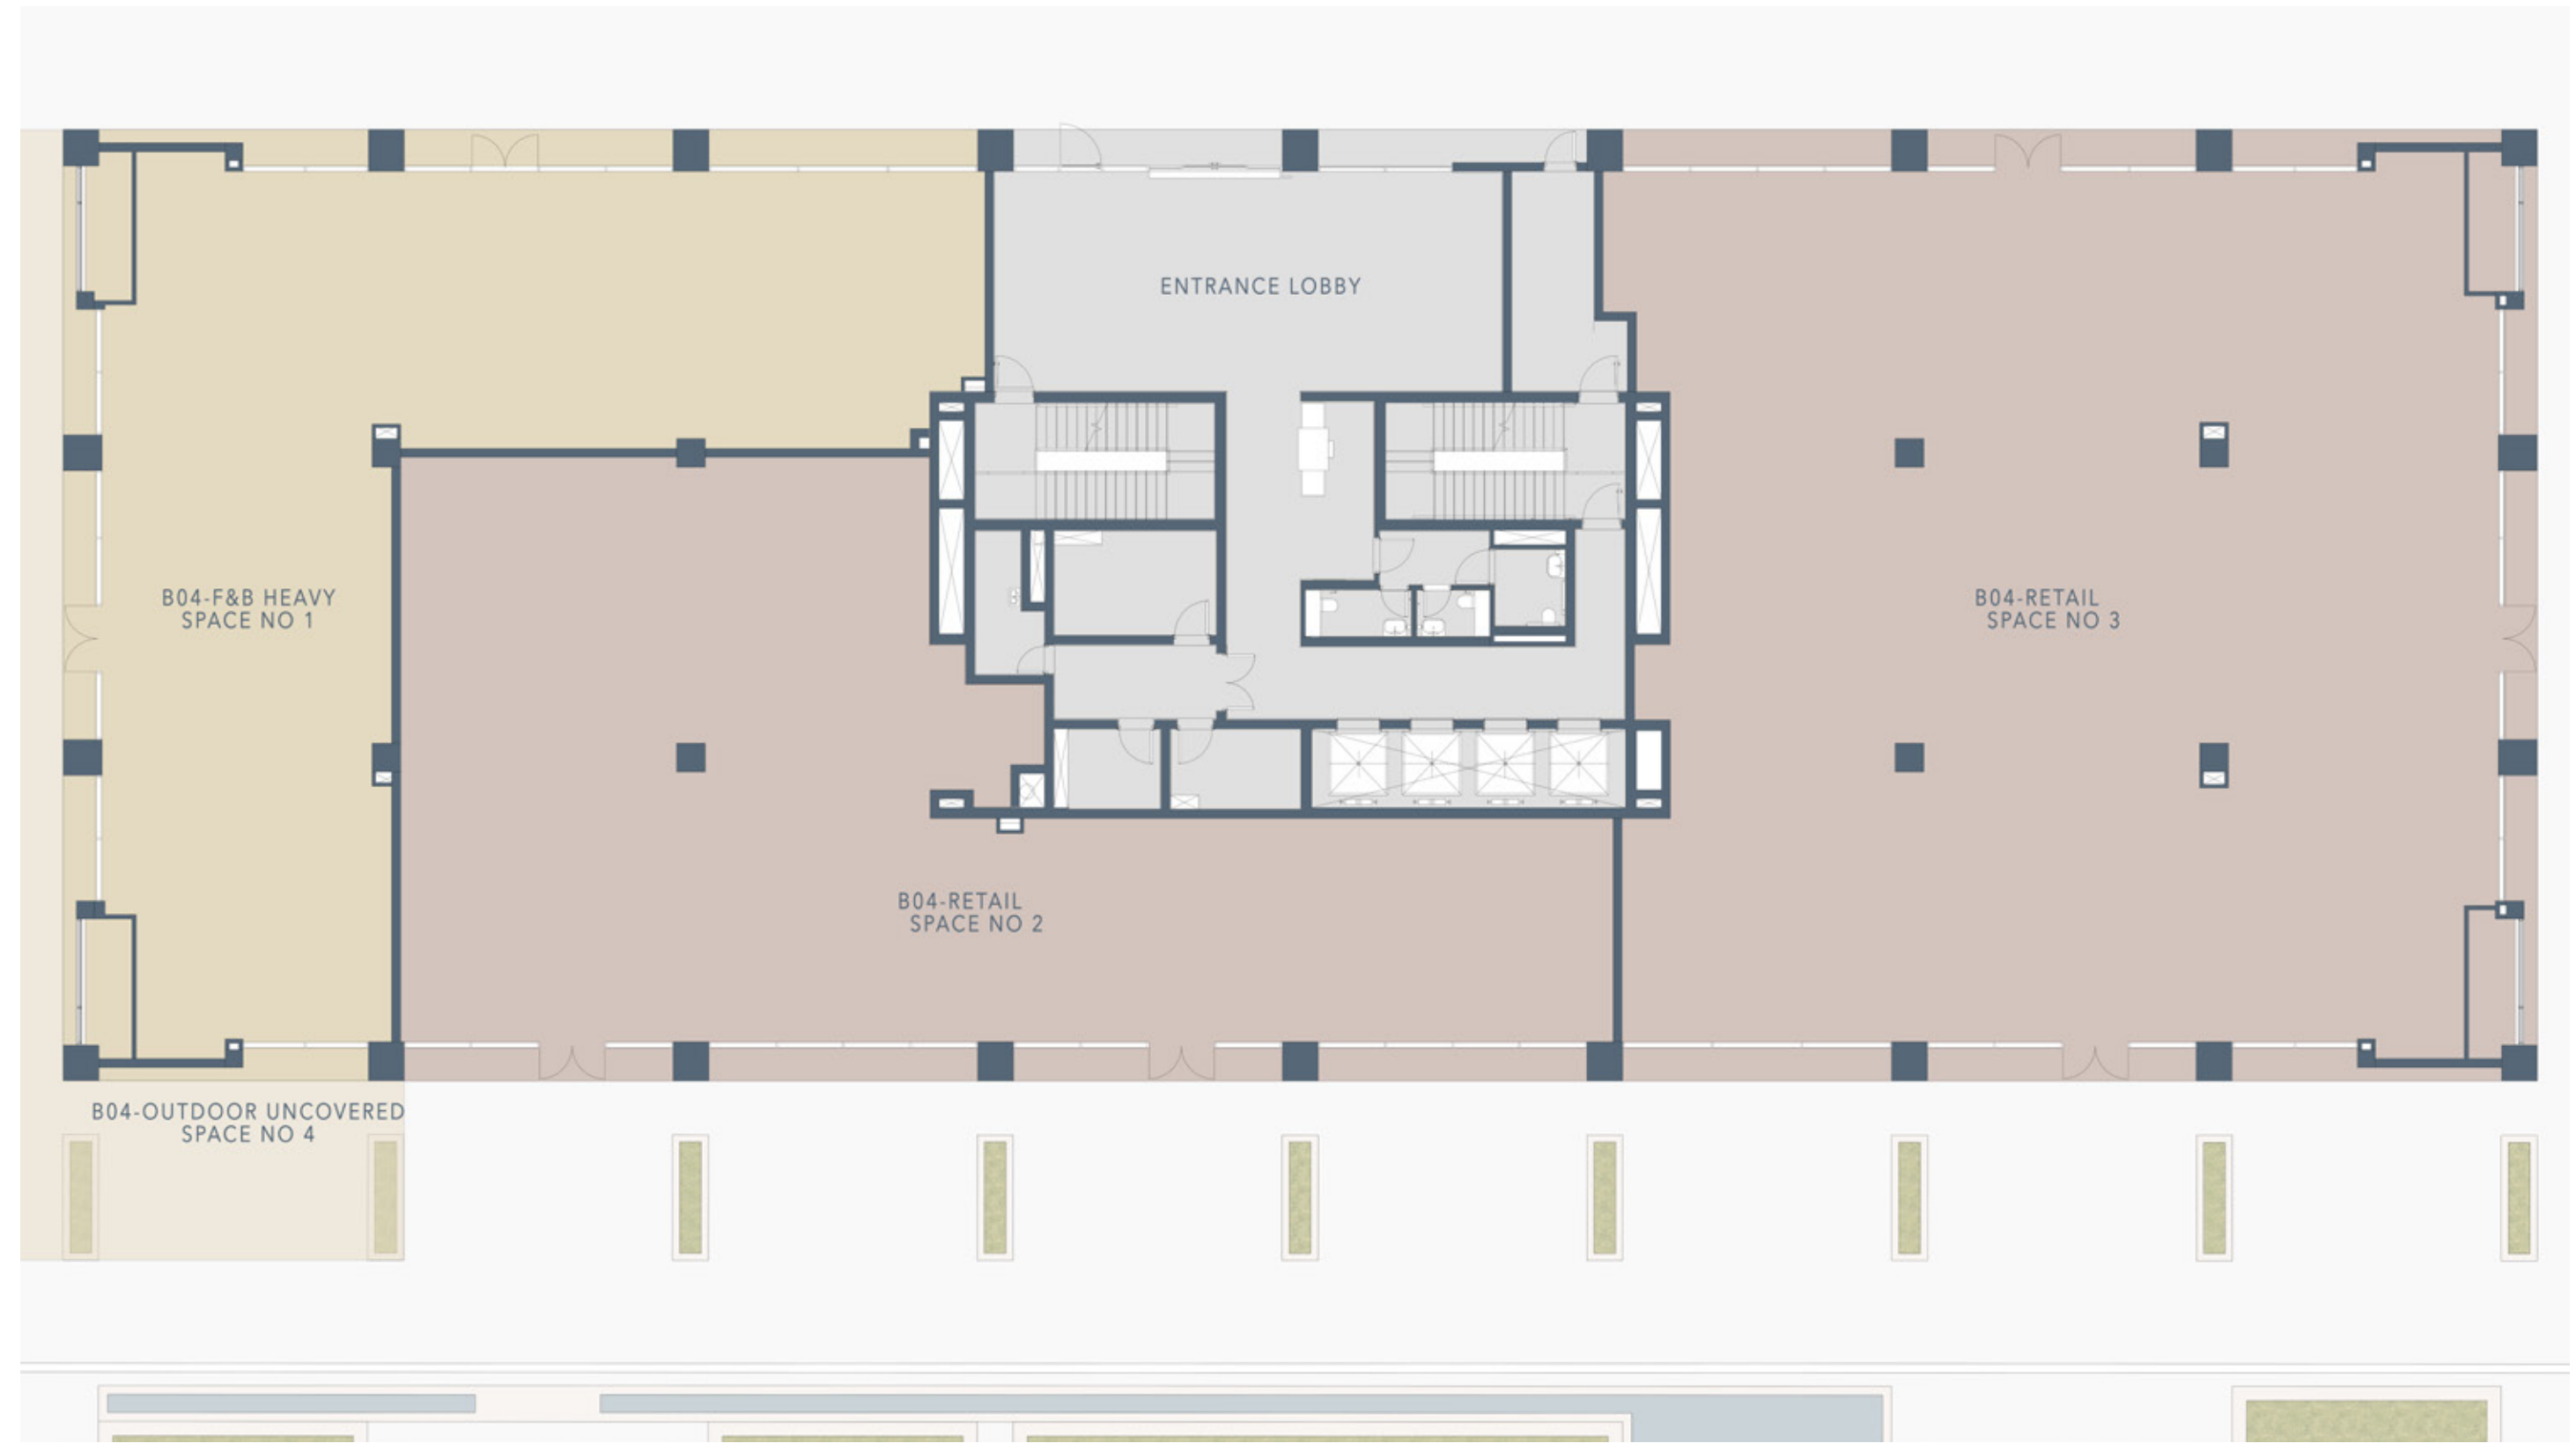 ENTRANCE LOBBY
B04-F&B HEAVY
SPACE NO 1
B04-RETAIL
SPACE NO 3
B04-RETAIL
SPACE NO 2
B04-OUTDOOR UNCOVERED
SPACE NO 4